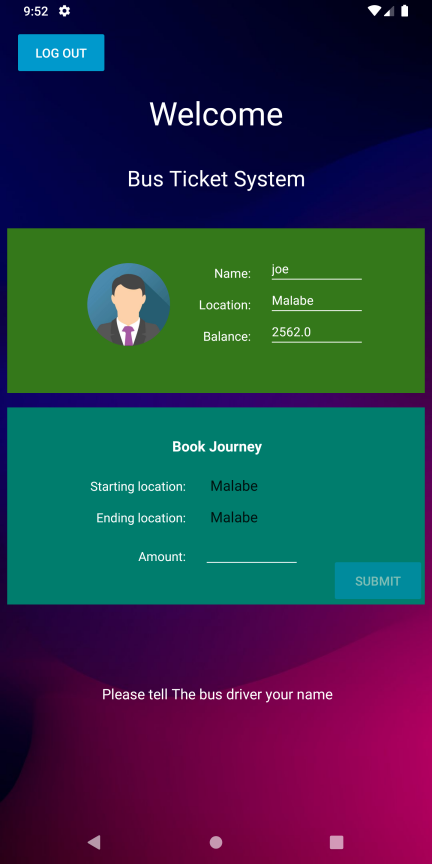 9:52
LOG OUT
Welcome
Bus Ticket System
Name: joe
Location: Malabe
Balance: 2562.0
Book Journey
Starting location: Malabe
Ending location: Malabe
Amount:
SUBMIT
Please tell The bus driver your name